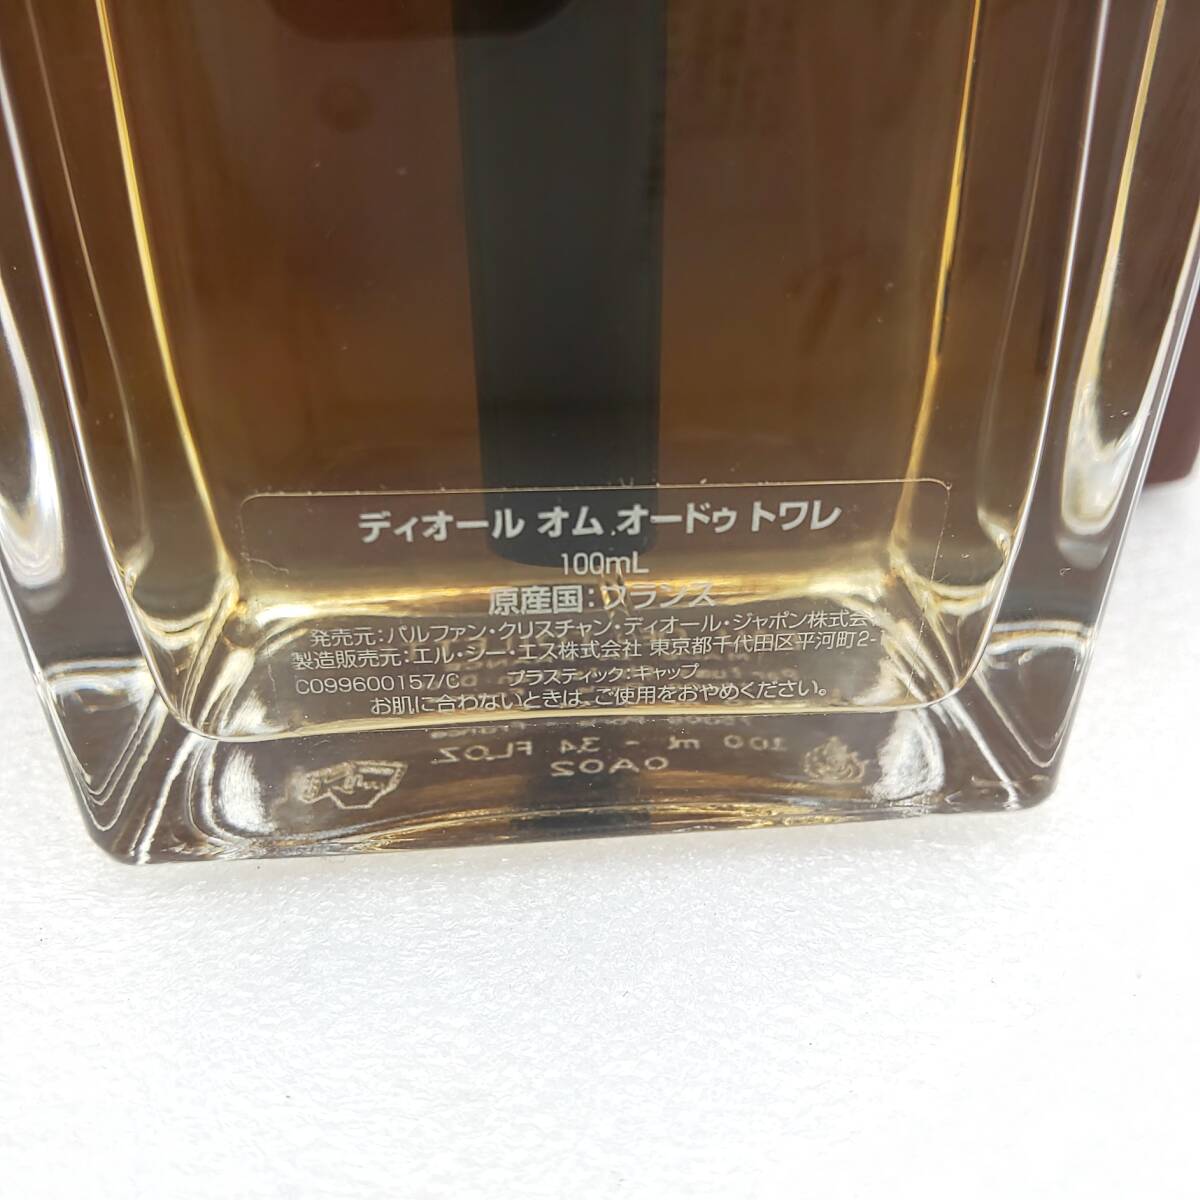 ディオール オム オードゥ トワレ
100mL
原産国:フランス
発売元:パルファン・クリスチャン・ディオール・ジャポン株式会
製造販売元:エル・シー・エス株式会社 東京都千代田区平河町2-
C099600157/C プラスティック:キャップ
お肌に合わないときは、ご使用をおやめください。
100 ml - 3.4 FL.OZ
0A02